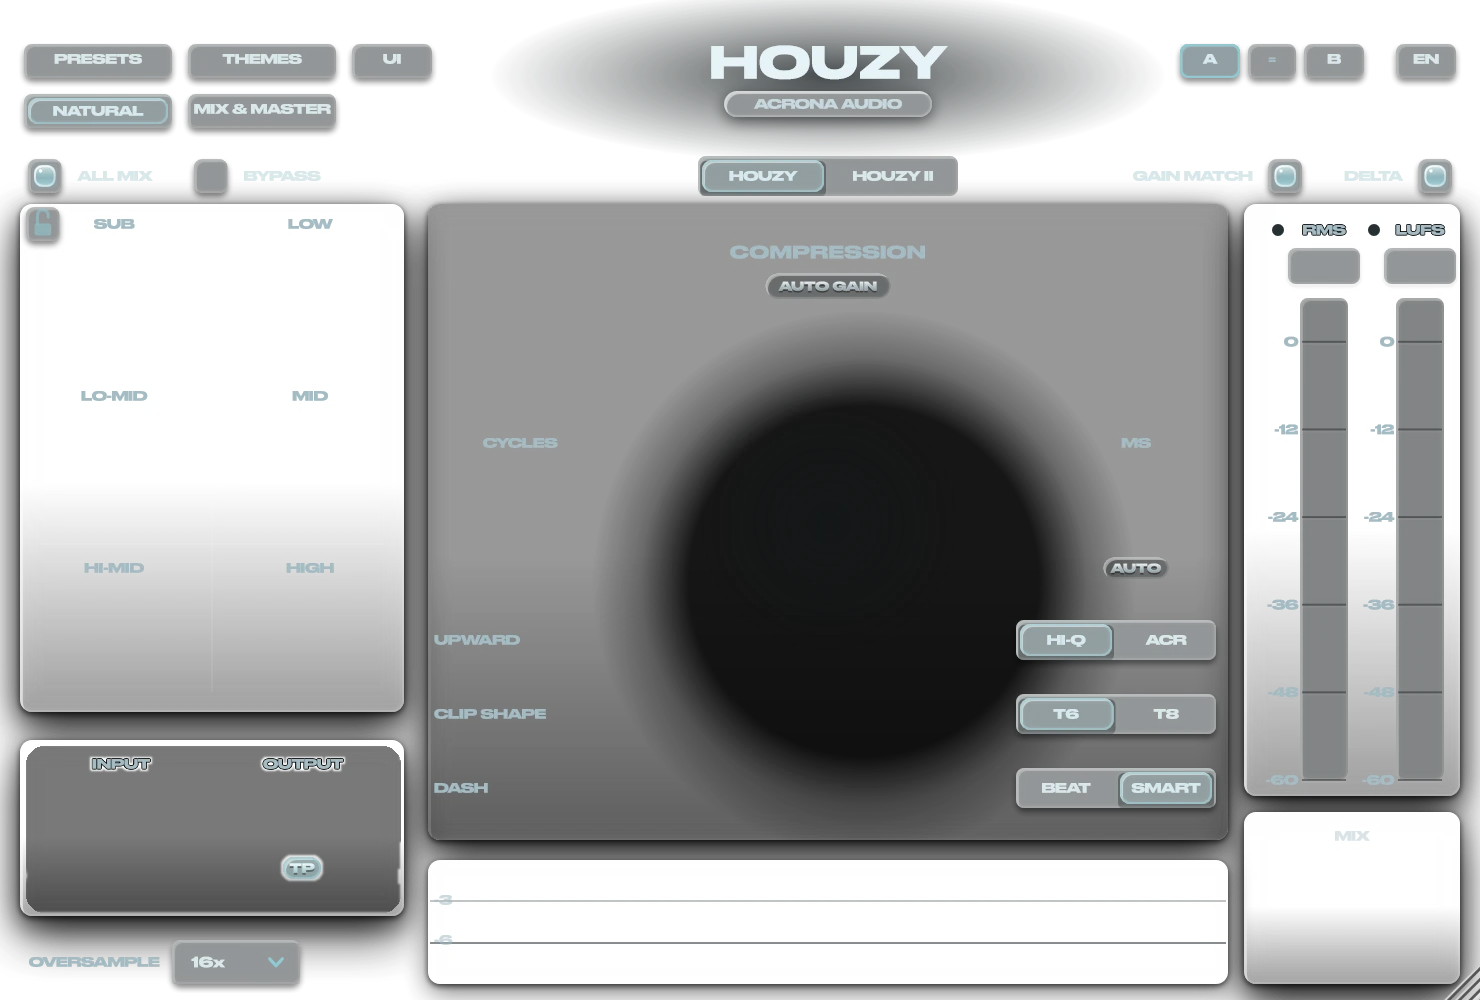 PRESETS THEMES UI HOUZY A = B EN
NATURAL MIX & MASTER ACRONA AUDIO
ALL MIX BYPASS HOUZY HOUZY II GAIN MATCH DELTA
SUB LOW
COMPRESSION
AUTO GAIN
RMS LUFS
LO-MID MID
CYCLES MS
HI-MID HIGH
AUTO
UPWARD HI-Q ACR
CLIP SHAPE T6 T8
DASH BEAT SMART
0 0
-12 -12
-24 -24
-36 -36
-48 -48
-60 -60
INPUT OUTPUT
TP
MIX
-3
-6
OVERSAMPLE 16x